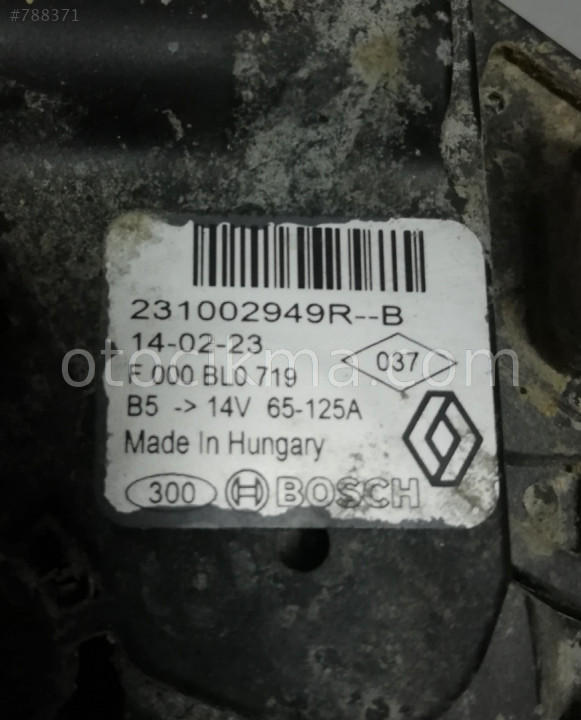 #788371
231002949R--B
14-02-23
otocikma.com
037
F 000 BL0 719
B5 -> 14V 65-125A
Made In Hungary
300 BOSCH